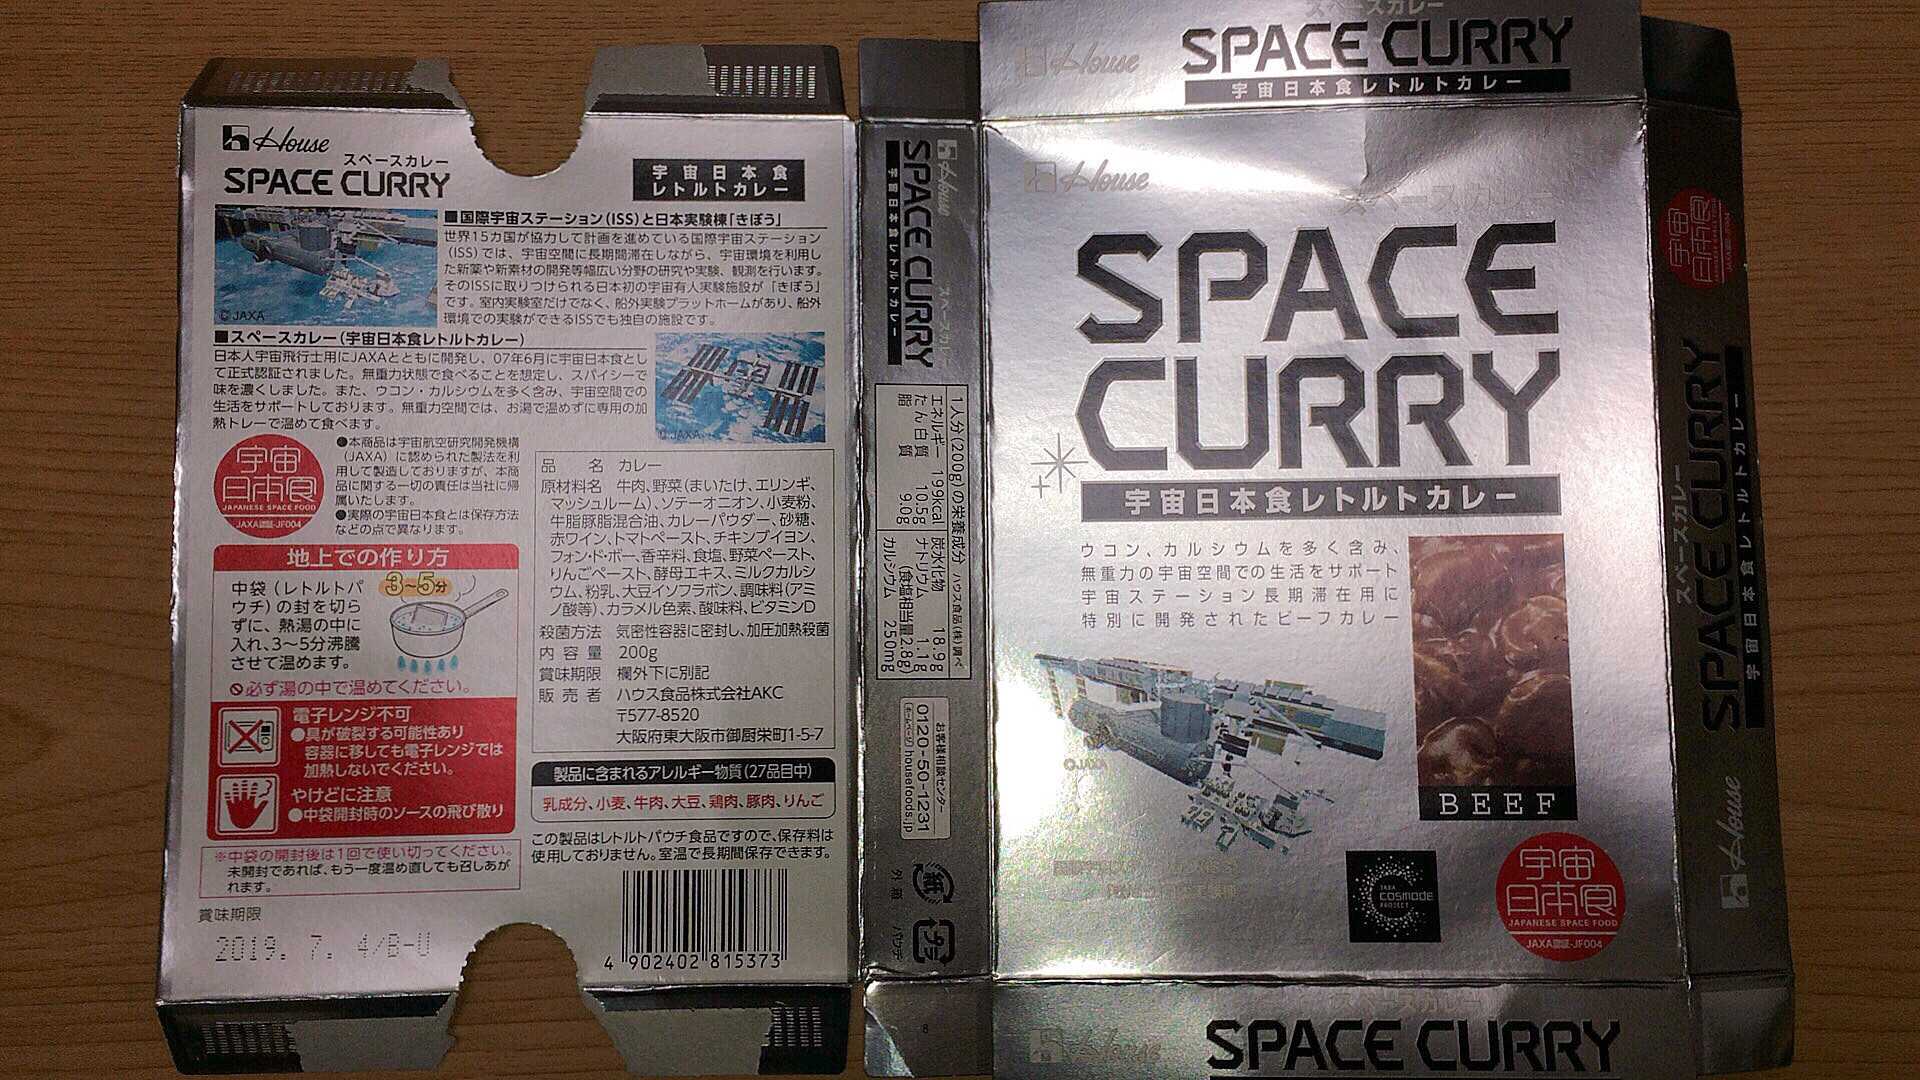 House
スペースカレー
SPACE CURRY
宇宙日本食
レトルトカレー
■国際宇宙ステーション(ISS)と日本実験棟「きぼう」
世界15カ国が協力して計画を進めている国際宇宙ステーション
(ISS)では、宇宙空間に長期間滞在しながら、宇宙環境を利用し
た新薬や新素材の開発等幅広い分野の研究や実験、観測を行います。
そのISSに取りつけられる日本初の宇宙有人実験施設が「きぼう」
です。室内実験室だけでなく、船外実験プラットホームがあり、船外
環境での実験ができるISSでも独自の施設です。
© JAXA
■スペースカレー(宇宙日本食レトルトカレー)
日本人宇宙飛行士用にJAXAとともに開発し、07年6月に宇宙日本食とし
て正式認証されました。無重力状態で食べることを想定し、スパイシーで
味を濃くしました。また、ウコン・カルシウムを多く含み、宇宙空間での
生活をサポートしております。無重力空間では、お湯で温めずに専用の加
熱トレーで温めて食べます。
© JAXA
宇宙
日本食
JAPANESE SPACE FOOD
JAXA認証-JF004
●本商品は宇宙航空研究開発機構
(JAXA)に認められた製法を利
用して製造しておりますが、本商
品に関する一切の責任は当社に帰
属いたします。
●実際の宇宙日本食とは保存方法
などの点で異なります。
地上での作り方
3〜5分
中袋(レトルトパ
ウチ)の封を切ら
ずに、熱湯の中に
入れ、3〜5分沸騰
させて温めます。
必ず湯の中で温めてください。
電子レンジ不可
●具が破裂する可能性あり
容器に移しても電子レンジでは
加熱しないでください。
やけどに注意
●中袋開封時のソースの飛び散り
※中袋の開封後は1回で使い切ってください。
未開封であれば、もう一度温め直しても召しあが
れます。
賞味期限
2019. 7. 4/B-U
品名 カレー
原材料名 牛肉、野菜(まいたけ、エリンギ、
マッシュルーム)、ソテーオニオン、小麦粉、
牛脂豚脂混合油、カレーパウダー、砂糖、
赤ワイン、トマトペースト、チキンブイヨン、
フォン・ド・ボー、香辛料、食塩、野菜ペースト、
りんごペースト、酵母エキス、ミルクカルシ
ウム、粉乳、大豆イソフラボン、調味料(アミ
ノ酸等)、カラメル色素、酸味料、ビタミンD
殺菌方法 気密性容器に密封し、加圧加熱殺菌
内容量 200g
賞味期限 欄外下に別記
販売者 ハウス食品株式会社AKC
〒577-8520
大阪府東大阪市御厨栄町1-5-7
製品に含まれるアレルギー物質(27品目中)
乳成分、小麦、牛肉、大豆、鶏肉、豚肉、りんご
この製品はレトルトパウチ食品ですので、保存料は
使用しておりません。室温で長期間保存できます。
4 902402 815373
House
スペースカレー
SPACE CURRY
宇宙日本食レトルトカレー
1人分(200g)の栄養成分 ハウス食品(株)調べ
エネルギー 199kcal 炭水化物 18.9g
たん白質 10.5g ナトリウム 1.1g
脂質 9.0g (食塩相当量2.8g)
カルシウム 250mg
お客様相談センター
0120-50-1231
ホームページ housefoods.jp
紙
外箱
プラ
パウチ
8
スペースカレー
House
SPACE CURRY
宇宙日本食レトルトカレー
House
スペースカレー
SPACE
CURRY
宇宙日本食レトルトカレー
ウコン、カルシウムを多く含み、
無重力の宇宙空間での生活をサポート
宇宙ステーション長期滞在用に
特別に開発されたビーフカレー
© JAXA
BEEF
JAXA
COSMODE
PROJECT
宇宙
日本食
JAPANESE SPACE FOOD
JAXA認証-JF004
スペースカレー
House
SPACE CURRY
宇宙
日本食
スペースカレー
SPACE CURRY
宇宙日本食レトルトカレー
House